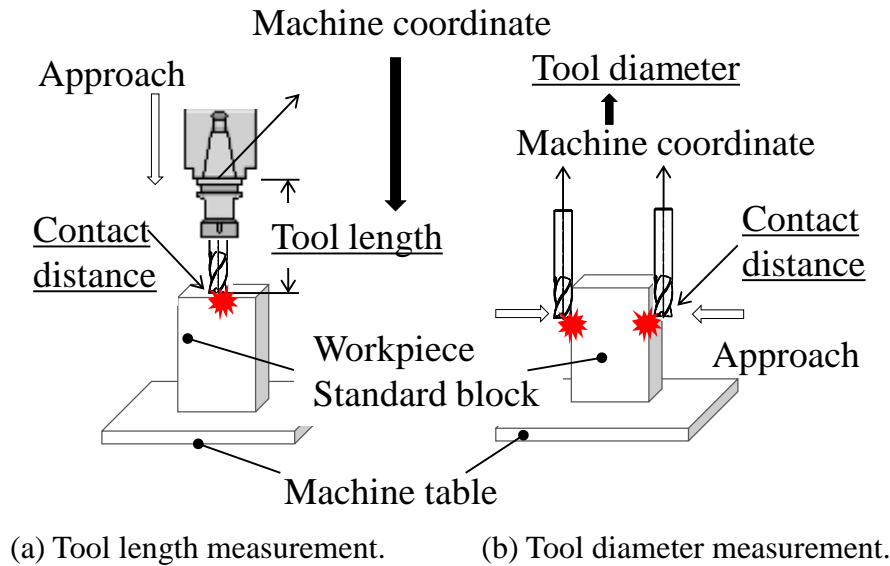 Machine coordinate
Approach
Contact
distance
Tool length
Tool diameter
Machine coordinate
Contact
distance
Approach
Workpiece
Standard block
Machine table
(a) Tool length measurement.
(b) Tool diameter measurement.